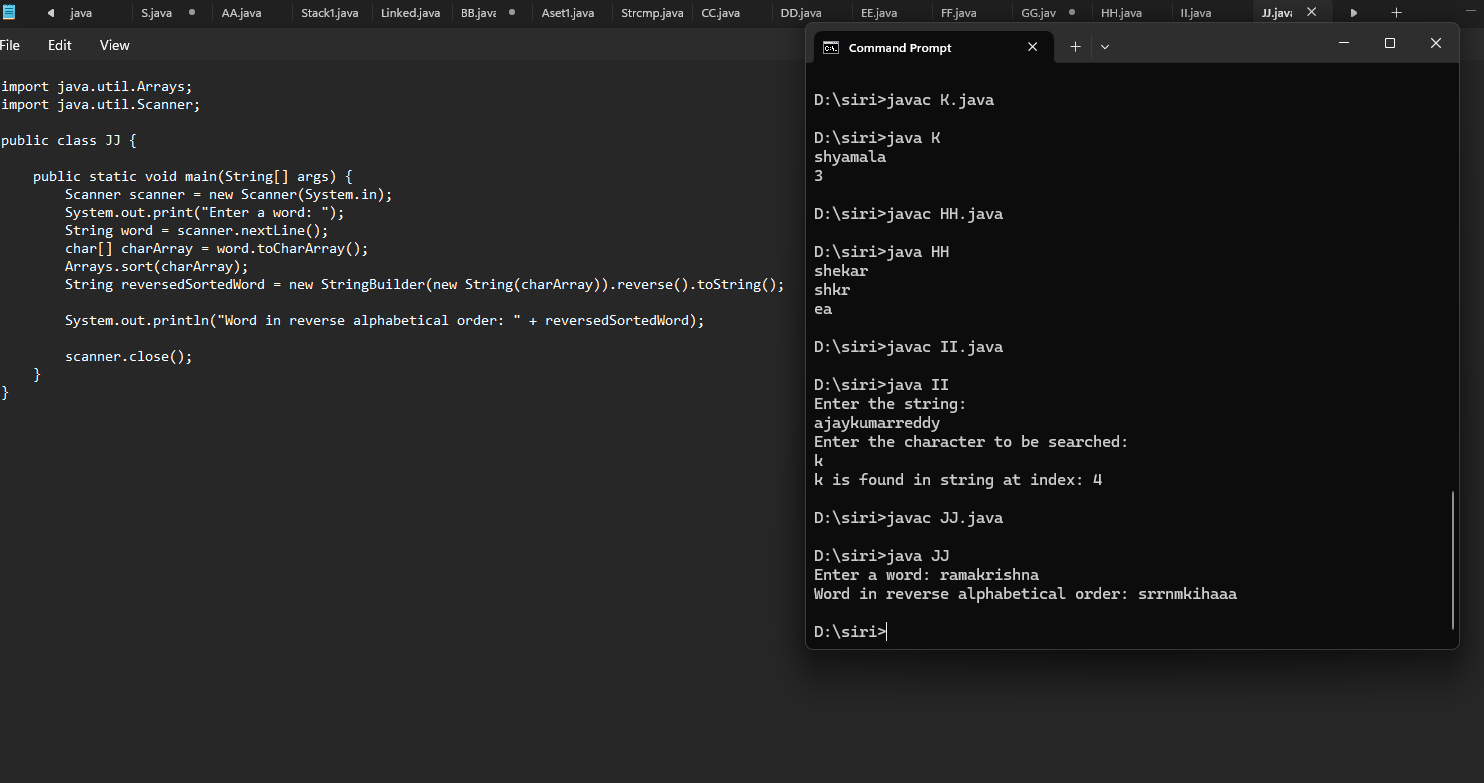 java S.java AA.java Stack1.java Linked.java BB.java Aset1.java Strcmp.java CC.java DD.java EE.java FF.java GG.jav HH.java II.java JJ.java
File Edit View
import java.util.Arrays;
import java.util.Scanner;
public class JJ {
public static void main(String[] args) {
Scanner scanner = new Scanner(System.in);
System.out.print("Enter a word: ");
String word = scanner.nextLine();
char[] charArray = word.toCharArray();
Arrays.sort(charArray);
String reversedSortedWord = new StringBuilder(new String(charArray)).reverse().toString();
System.out.println("Word in reverse alphabetical order: " + reversedSortedWord);
scanner.close();
}
}
Command Prompt
D:\siri>javac K.java
D:\siri>java K
shyamala
3
D:\siri>javac HH.java
D:\siri>java HH
shekar
shkr
ea
D:\siri>javac II.java
D:\siri>java II
Enter the string:
ajaykumarreddy
Enter the character to be searched:
k
k is found in string at index: 4
D:\siri>javac JJ.java
D:\siri>java JJ
Enter a word: ramakrishna
Word in reverse alphabetical order: srrnmkihaaa
D:\siri>